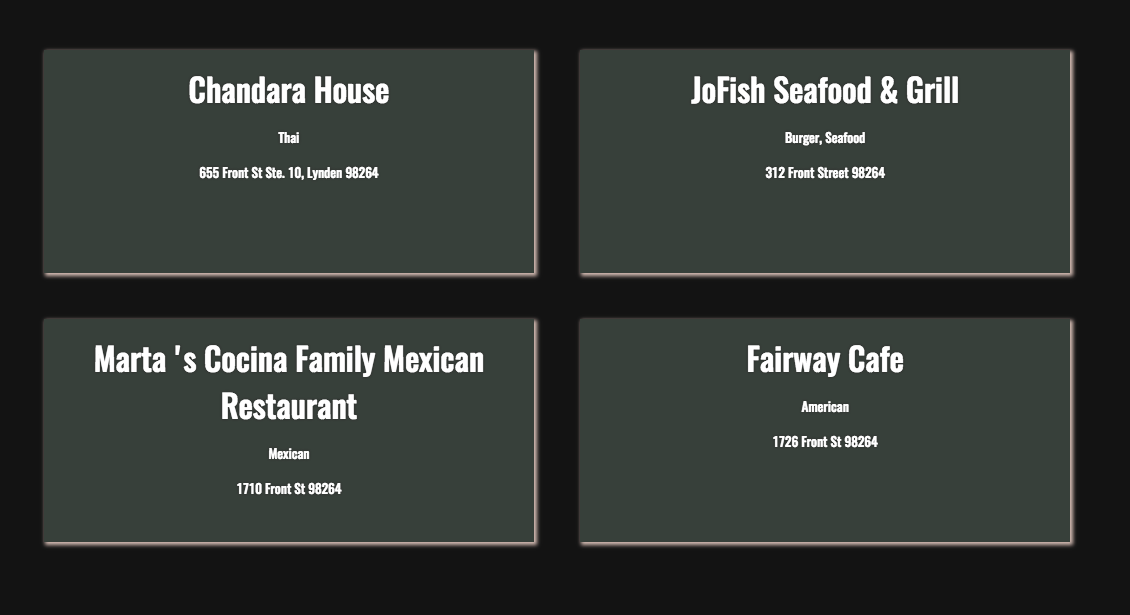 Chandara House
Thai
655 Front St Ste. 10, Lynden 98264
JoFish Seafood & Grill
Burger, Seafood
312 Front Street 98264
Marta 's Cocina Family Mexican
Restaurant
Mexican
1710 Front St 98264
Fairway Cafe
American
1726 Front St 98264